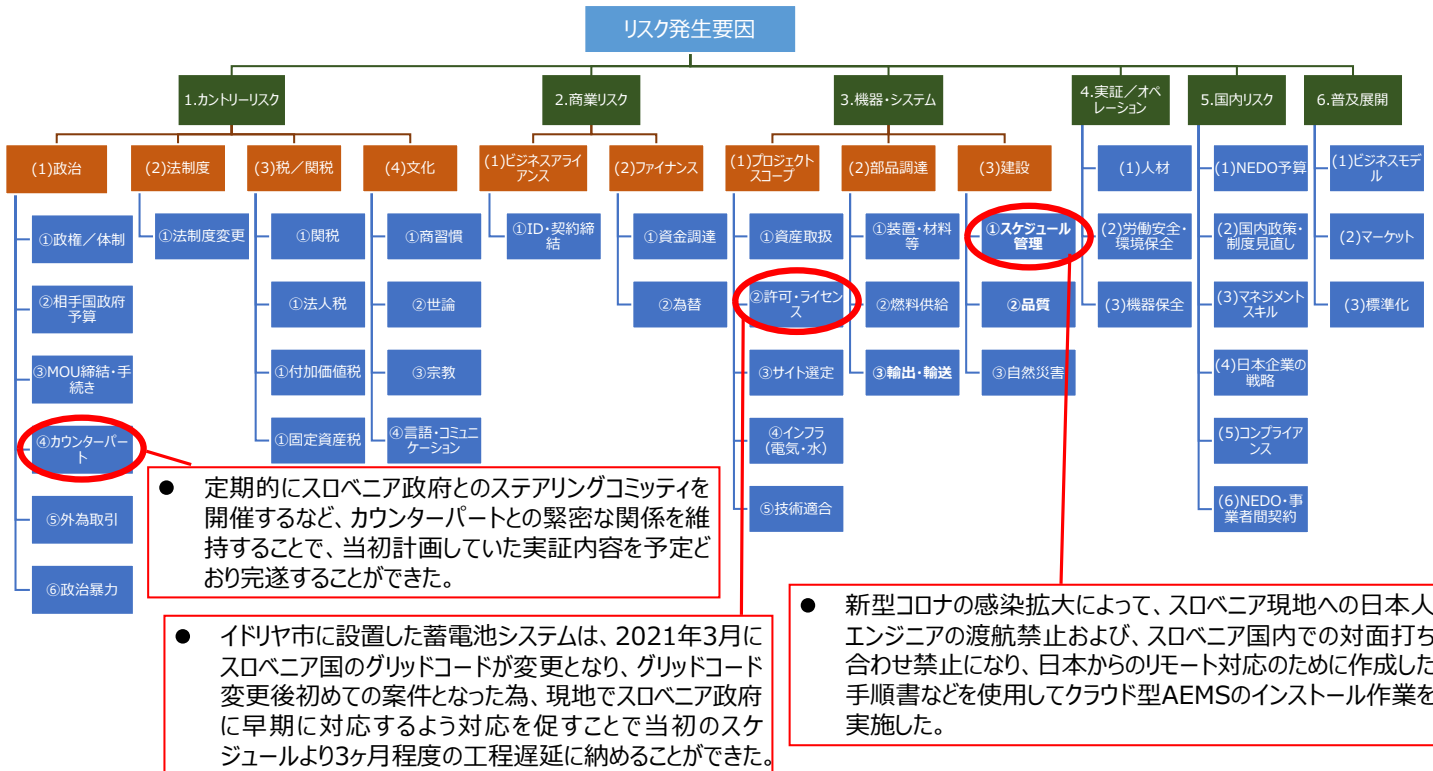 リスク発生要因
1.カントリーリスク
2.商業リスク
3.機器・システム
4.実証／オペ
レーション
5.国内リスク
6.普及展開
(1)政治
(2)法制度
(3)税／関税
(4)文化
(1)ビジネスアライ
アンス
(2)ファイナンス
(1)プロジェクト
スコープ
(2)部品調達
(3)建設
①政権／体制
②相手国政府
予算
③MOU締結・手
続き
④カウンターパー
ト
⑤外為取引
⑥政治暴力
①法制度変更
①関税
①法人税
①付加価値税
①固定資産税
①商習慣
②世論
③宗教
④言語・コミュニ
ケーション
①ID・契約締
結
①資金調達
②為替
①資産取扱
②許可・ライセン
ス
③サイト選定
④インフラ
（電気・水）
⑤技術適合
①装置・材料
等
②燃料供給
③輸出・輸送
①スケジュール
管理
②品質
③自然災害
(1)人材
(2)労働安全・
環境保全
(3)機器保全
(1)NEDO予算
(2)国内政策・
制度見直し
(3)マネジメント
スキル
(4)日本企業の
戦略
(5)コンプライア
ンス
(6)NEDO・事
業者間契約
(1)ビジネスモデ
ル
(2)マーケット
(3)標準化
● 定期的にスロベニア政府とのステアリングコミッティを
開催するなど、カウンターパートとの緊密な関係を維
持することで、当初計画していた実証内容を予定ど
おり完遂することができた。
● イドリヤ市に設置した蓄電池システムは、2021年3月に
スロベニア国のグリッドコードが変更となり、グリッドコード
変更後初めての案件となった為、現地でスロベニア政府
に早期に対応するよう対応を促すことで当初のスケ
ジュールより3ヶ月程度の工程遅延に納めることができた。
● 新型コロナの感染拡大によって、スロベニア現地への日本人
エンジニアの渡航禁止および、スロベニア国内での対面打ち
合わせ禁止になり、日本からのリモート対応のために作成した
手順書などを使用してクラウド型AEMSのインストール作業を
実施した。